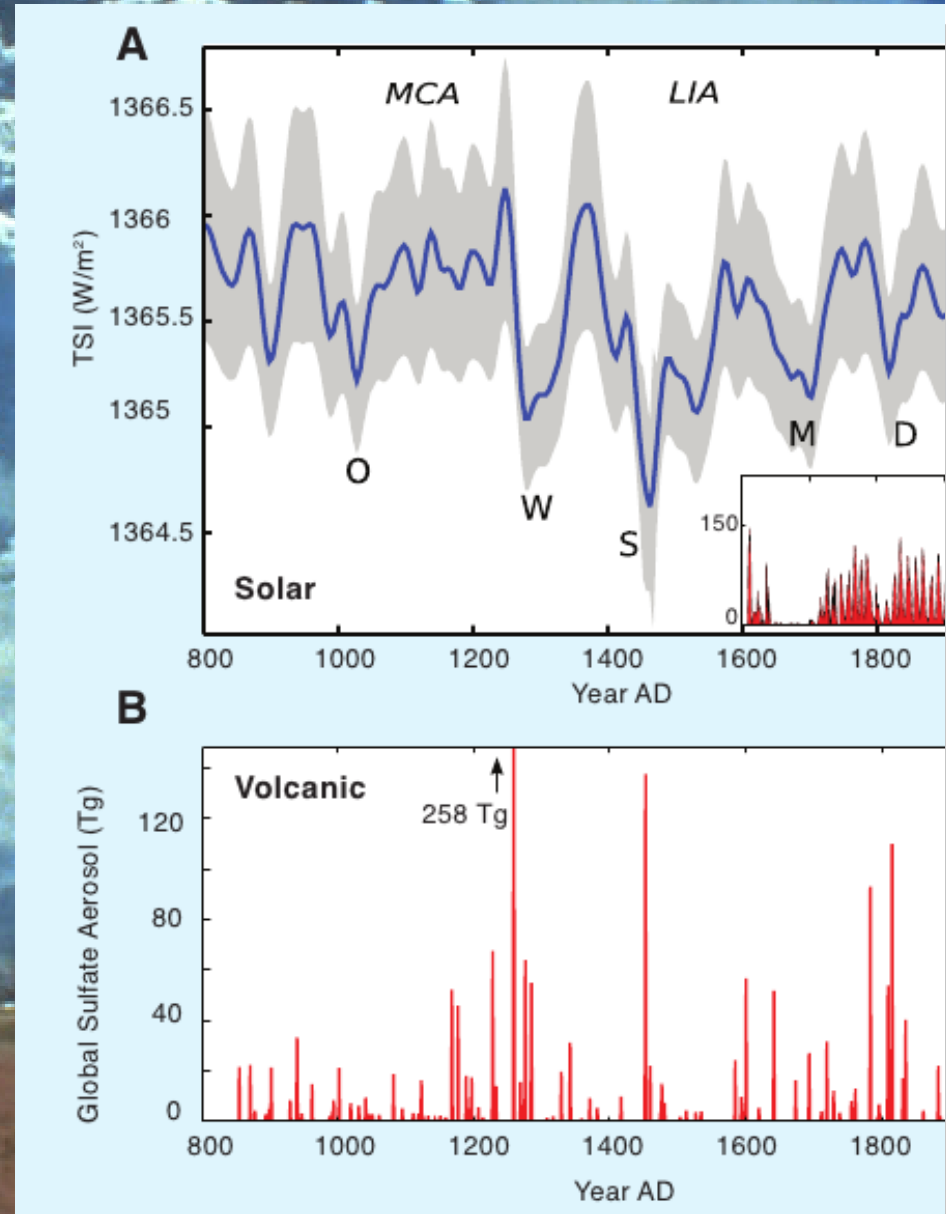 A
MCA
LIA
1366.5
1366
1365.5
1365
1364.5
TSI (W/m²)
O
W
S
M
D
150
0
Solar
800 1000 1200 1400 1600 1800
Year AD
B
Volcanic
258 Tg
120
80
40
0
Global Sulfate Aerosol (Tg)
800 1000 1200 1400 1600 1800
Year AD